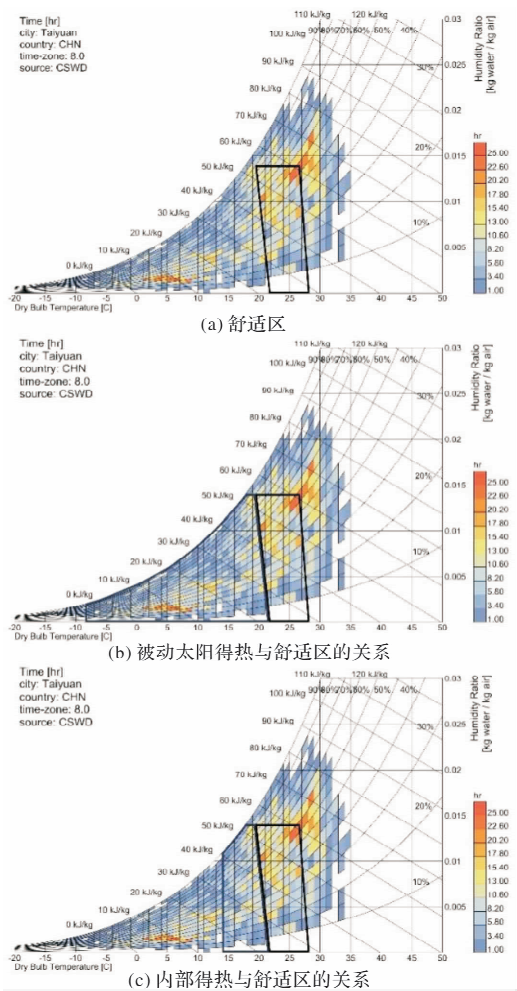 Time [hr]
city: Taiyuan
country: CHN
time-zone: 8.0
source: CSWD
110 kJ/kg 120 kJ/kg
100 kJ/kg 90% 80% 70% 60% 50% 40%
90 kJ/kg 30%
80 kJ/kg
70 kJ/kg
60 kJ/kg 20%
50 kJ/kg
40 kJ/kg
30 kJ/kg 10%
20 kJ/kg
10 kJ/kg
0 kJ/kg
0.03
0.025
0.02
0.015
0.01
0.005
Humidity Ratio
[kg water / kg air]
hr
25.00
22.60
20.20
17.80
15.40
13.00
10.60
8.20
5.80
3.40
1.00
-20 -15 -10 -5 0 5 10 15 20 25 30 35 40 45 50
Dry Bulb Temperature [C]
(a) 舒适区
Time [hr]
city: Taiyuan
country: CHN
time-zone: 8.0
source: CSWD
110 kJ/kg 120 kJ/kg
100 kJ/kg 90% 80% 70% 60% 50% 40%
90 kJ/kg 30%
80 kJ/kg
70 kJ/kg
60 kJ/kg 20%
50 kJ/kg
40 kJ/kg
30 kJ/kg 10%
20 kJ/kg
10 kJ/kg
0 kJ/kg
0.03
0.025
0.02
0.015
0.01
0.005
Humidity Ratio
[kg water / kg air]
hr
25.00
22.60
20.20
17.80
15.40
13.00
10.60
8.20
5.80
3.40
1.00
-20 -15 -10 -5 0 5 10 15 20 25 30 35 40 45 50
Dry Bulb Temperature [C]
(b) 被动太阳得热与舒适区的关系
Time [hr]
city: Taiyuan
country: CHN
time-zone: 8.0
source: CSWD
110 kJ/kg 120 kJ/kg
100 kJ/kg 90% 80% 70% 60% 50% 40%
90 kJ/kg 30%
80 kJ/kg
70 kJ/kg
60 kJ/kg 20%
50 kJ/kg
40 kJ/kg
30 kJ/kg 10%
20 kJ/kg
10 kJ/kg
0 kJ/kg
0.03
0.025
0.02
0.015
0.01
0.005
Humidity Ratio
[kg water / kg air]
hr
25.00
22.60
20.20
17.80
15.40
13.00
10.60
8.20
5.80
3.40
1.00
-20 -15 -10 -5 0 5 10 15 20 25 30 35 40 45 50
Dry Bulb Temperature [C]
(c) 内部得热与舒适区的关系